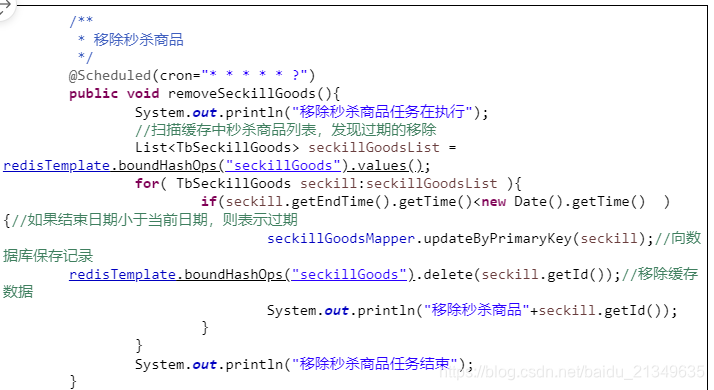 /**
* 移除秒杀商品
*/
@Scheduled(cron="* * * * * ?")
public void removeSeckillGoods(){
System.out.println("移除秒杀商品任务在执行");
//扫描缓存中秒杀商品列表，发现过期的移除
List<TbSeckillGoods> seckillGoodsList =
redisTemplate.boundHashOps("seckillGoods").values();
for( TbSeckillGoods seckill:seckillGoodsList ){
if(seckill.getEndTime().getTime()<new Date().getTime()  )
{//如果结束日期小于当前日期，则表示过期
seckillGoodsMapper.updateByPrimaryKey(seckill);//向数
据库保存记录
redisTemplate.boundHashOps("seckillGoods").delete(seckill.getId());//移除缓存
数据
System.out.println("移除秒杀商品"+seckill.getId());
}
}
System.out.println("移除秒杀商品任务结束");
}
https://blog.csdn.net/baidu_21349635